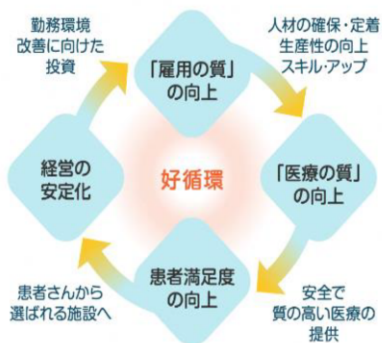 勤務環境
改善に向けた
投資
「雇用の質」
の向上
人材の確保・定着
生産性の向上
スキル・アップ
経営の
安定化
好循環
「医療の質」
の向上
患者さんから
選ばれる施設へ
患者満足度
の向上
安全で
質の高い医療の
提供